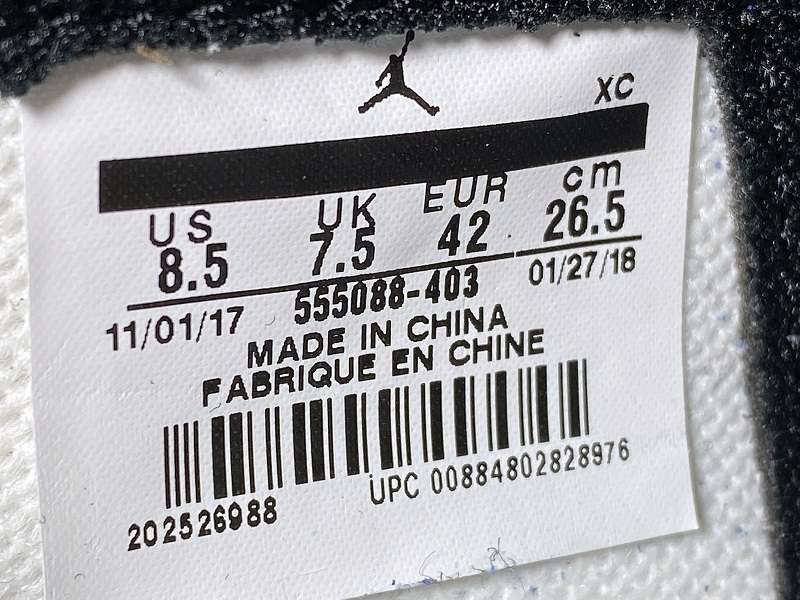 XC
US UK EUR cm
8.5 7.5 42 26.5
11/01/17 555088-403 01/27/18
MADE IN CHINA
FABRIQUE EN CHINE
202526988 UPC 00884802828976